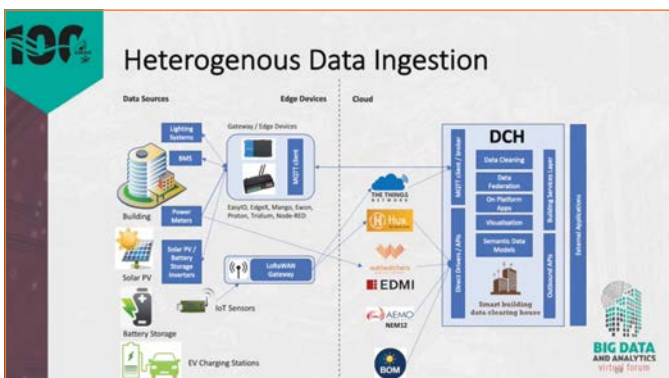 100
Heterogenous Data Ingestion
Data Sources
Edge Devices
Cloud
Lighting
Systems
BMS
Building
Power
Meters
Solar PV
Solar PV /
Battery
Storage
Inverters
Battery Storage
IoT Sensors
EV Charging Stations
Gateway / Edge Devices
MQTT client
EasyIO, EdgeX, Mango, Ewon,
Proton, Tridium, Node-RED
LoRaWAN
Gateway
THE THINGS
NETWORK
wattwatchers
EDMI
AEMO
NEM12
BOM
DCH
MQTT client / broker
Direct Drivers / APIs
Data Cleaning
Data
Federation
On Platform
Apps
Visualisation
Semantic Data
Models
Smart building
data clearing house
Building Services Layer
Outbound APIs
External Applications
BIG DATA
AND ANALYTICS
virtual forum